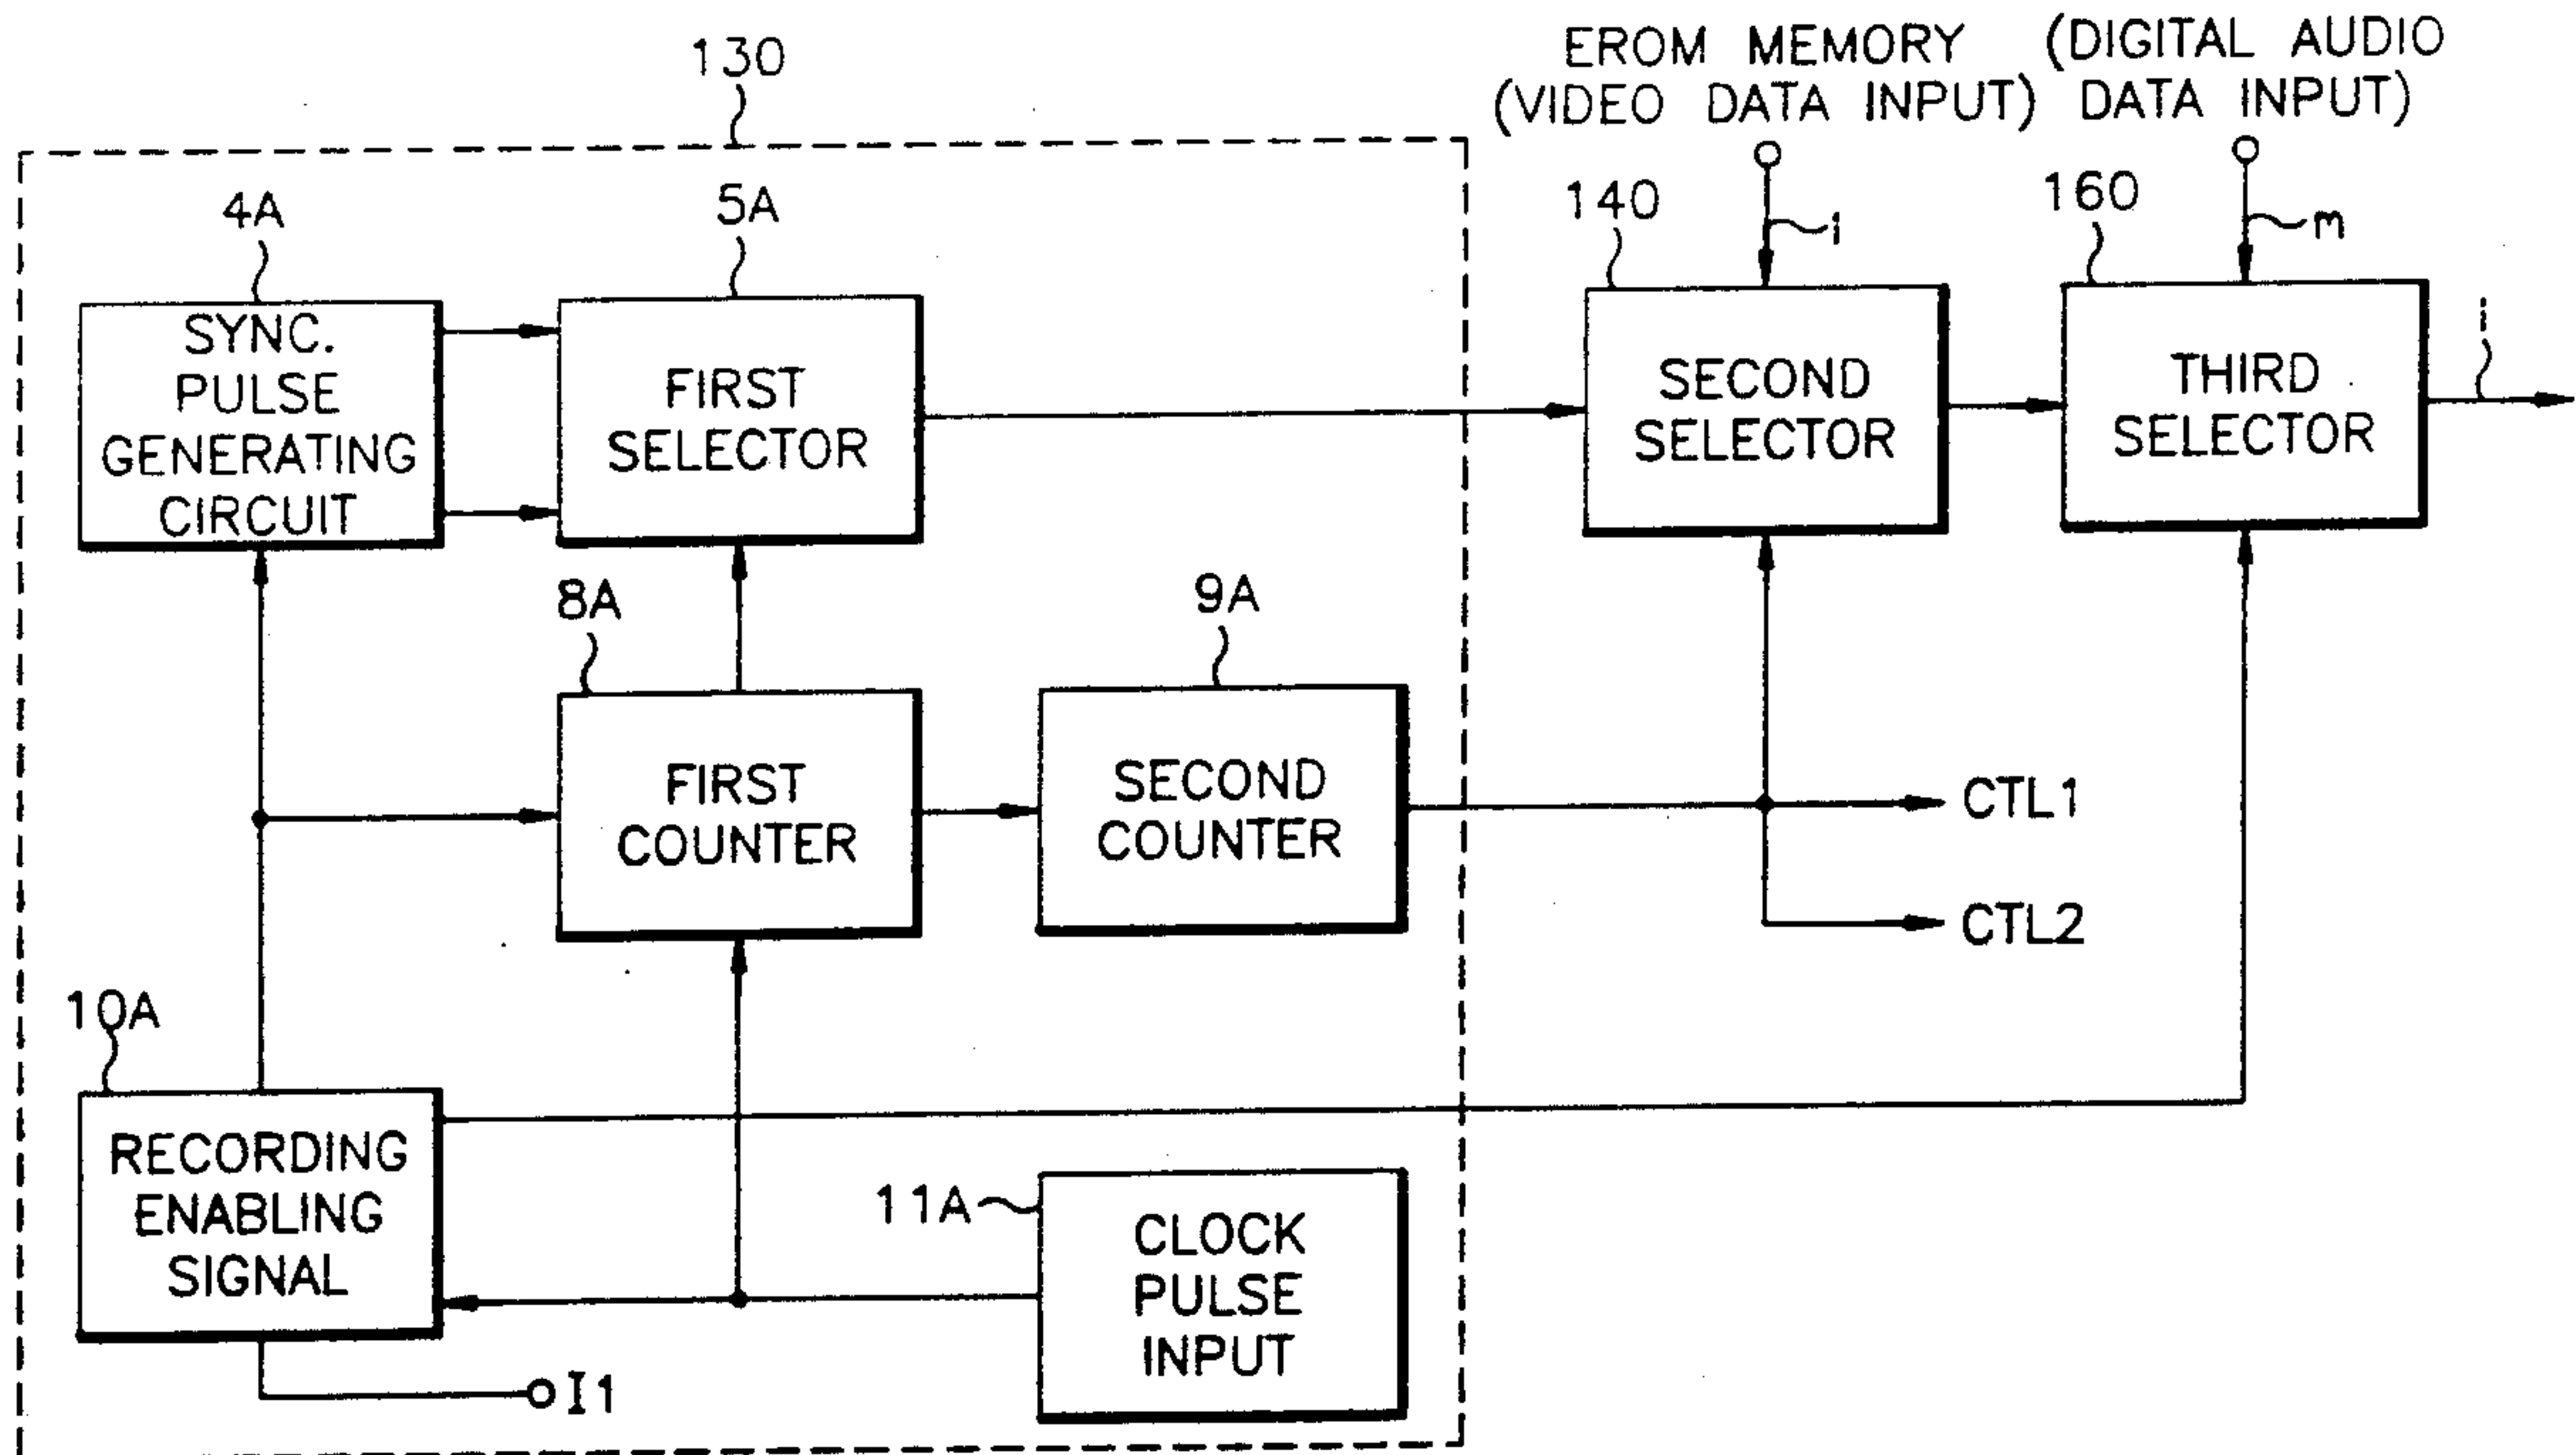 130
EROM MEMORY
(VIDEO DATA INPUT)
(DIGITAL AUDIO
DATA INPUT)
4A
5A
140
i
160
m
SYNC.
PULSE
GENERATING
CIRCUIT
FIRST
SELECTOR
SECOND
SELECTOR
THIRD
SELECTOR
i
8A
9A
FIRST
COUNTER
SECOND
COUNTER
CTL1
CTL2
10A
RECORDING
ENABLING
SIGNAL
11A
CLOCK
PULSE
INPUT
I1